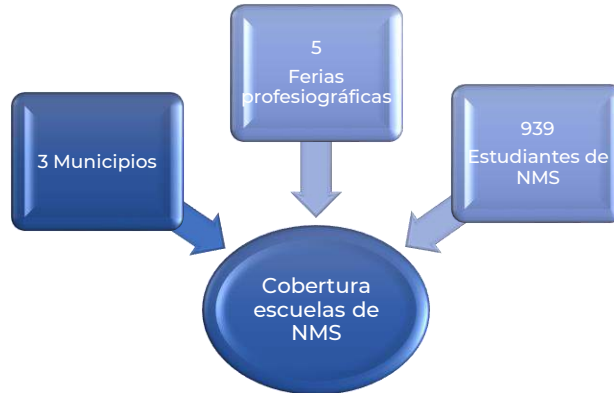 5
Ferias
profesiográficas
3 Municipios
939
Estudiantes de
NMS
Cobertura
escuelas de
NMS